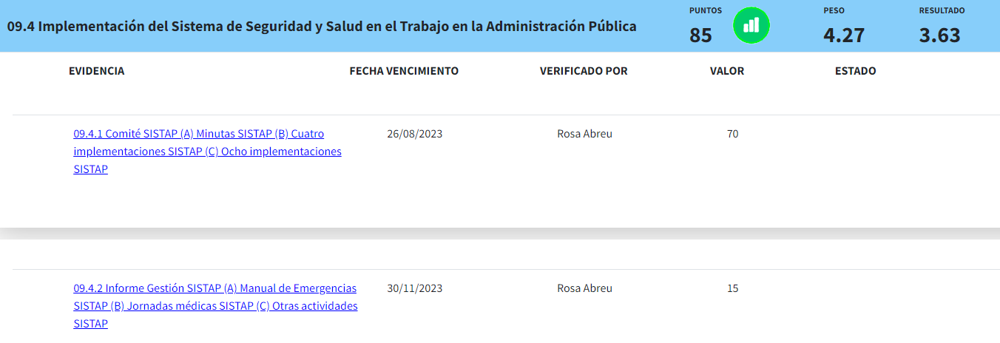 09.4 Implementación del Sistema de Seguridad y Salud en el Trabajo en la Administración Pública
PUNTOS
85
PESO
4.27
RESULTADO
3.63
EVIDENCIA FECHA VENCIMIENTO VERIFICADO POR VALOR ESTADO
09.4.1 Comité SISTAP (A) Minutas SISTAP (B) Cuatro
implementaciones SISTAP (C) Ocho implementaciones
SISTAP
26/08/2023 Rosa Abreu 70
09.4.2 Informe Gestión SISTAP (A) Manual de Emergencias
SISTAP (B) Jornadas médicas SISTAP (C) Otras actividades
SISTAP
30/11/2023 Rosa Abreu 15